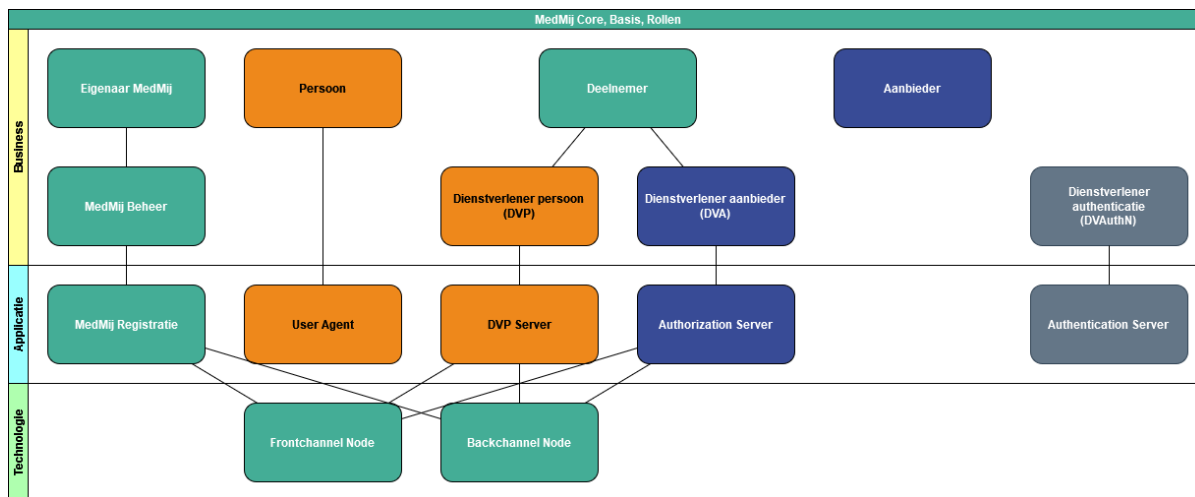 MedMij Core, Basis, Rollen
Business
Eigenaar MedMij
Persoon
Deelnemer
Aanbieder
MedMij Beheer
Dienstverlener persoon
(DVP)
Dienstverlener aanbieder
(DVA)
Dienstverlener
authenticatie
(DVAuthN)
Applicatie
MedMij Registratie
User Agent
DVP Server
Authorization Server
Authentication Server
Technologie
Frontchannel Node
Backchannel Node